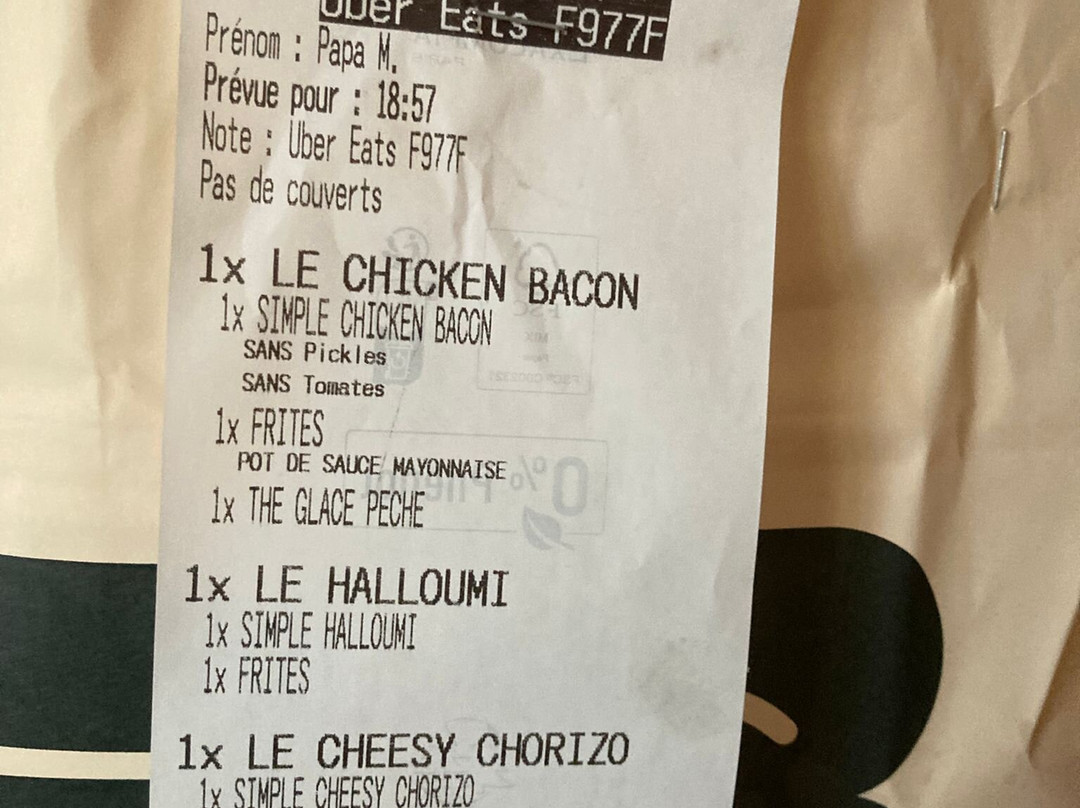 Uber Eats F977F
Prénom : Papa M.
Prévue pour : 18:57
Note : Uber Eats F977F
Pas de couverts
1x LE CHICKEN BACON
1x SIMPLE CHICKEN BACON
SANS Pickles
SANS Tomates
1x FRITES
POT DE SAUCE MAYONNAISE
1x THE GLACE PECHE
1x LE HALLOUMI
1x SIMPLE HALLOUMI
1x FRITES
1x LE CHEESY CHORIZO
1x SIMPLE CHEESY CHORIZO